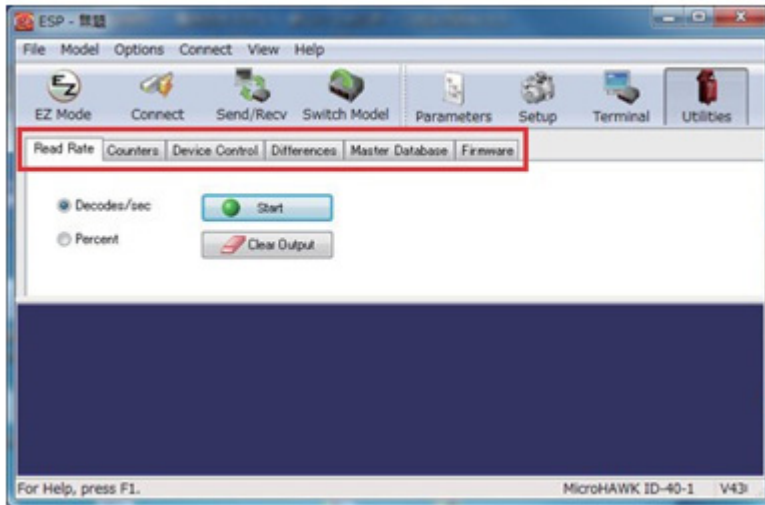 ESP - 無題
File Model Options Connect View Help
EZ Mode Connect Send/Recv Switch Model Parameters Setup Terminal Utilities
Read Rate Counters Device Control Differences Master Database Firmware
Decodes/sec Start
Percent Clear Output
For Help, press F1. MicroHAWK ID-40-1